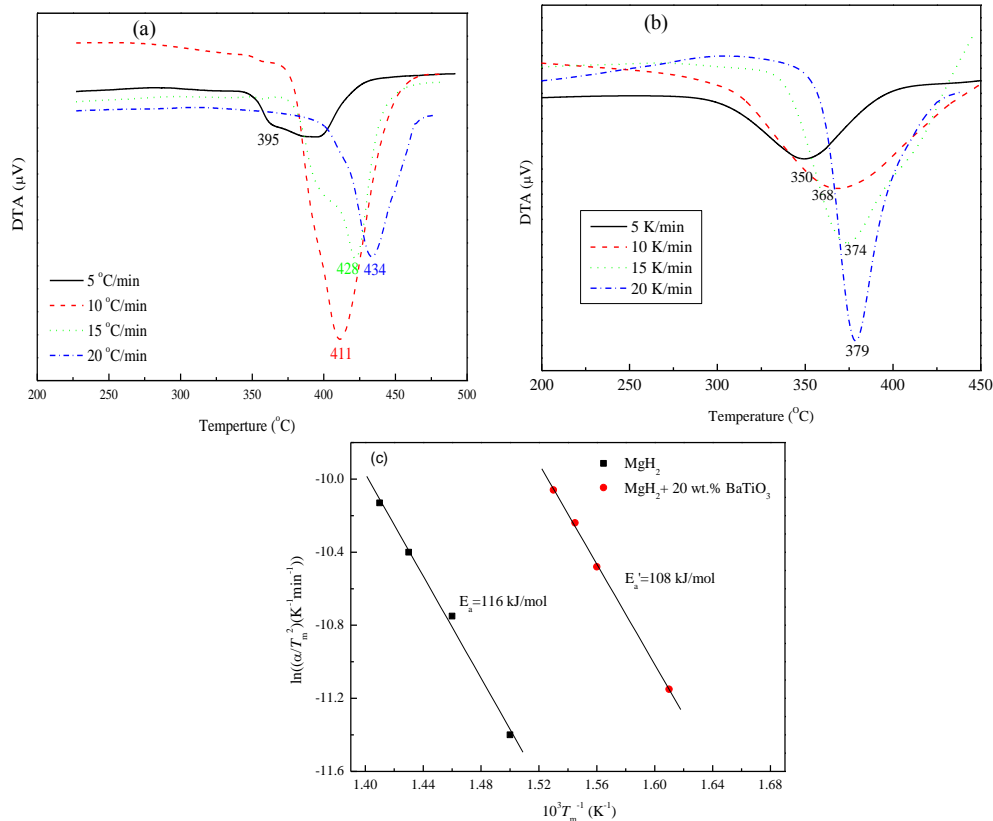 (a)
DTA (µV)
395
428
434
411
5 °C/min
10 °C/min
15 °C/min
20 °C/min
200 250 300 350 400 450 500
Temperture (°C)
(b)
DTA (µV)
350
368
374
379
5 K/min
10 K/min
15 K/min
20 K/min
200 250 300 350 400 450
Temperature (°C)
(c)
MgH₂
MgH₂+ 20 wt.% BaTiO₃
ln((α/Tₘ²)(K⁻¹min⁻¹))
-10.0
-10.4
-10.8
-11.2
-11.6
Eₐ=116 kJ/mol
Eₐ'=108 kJ/mol
1.40 1.44 1.48 1.52 1.56 1.60 1.64 1.68
10³Tₘ⁻¹ (K⁻¹)